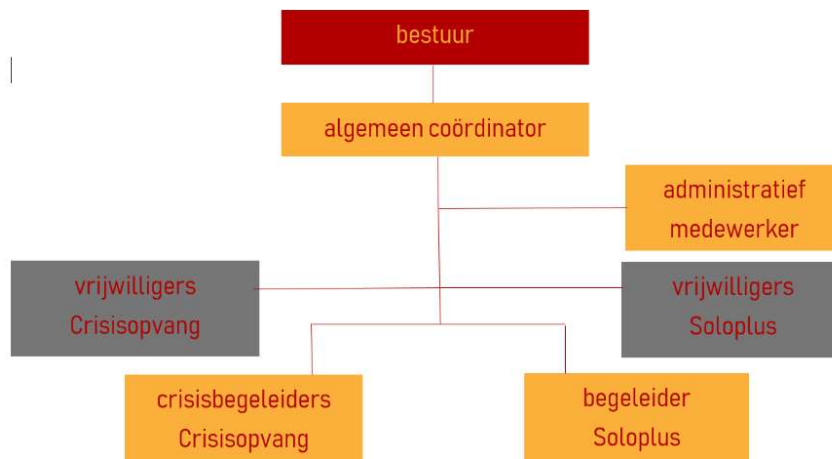 bestuur
algemeen coördinator
administratief
medewerker
vrijwilligers
Crisisopvang
vrijwilligers
Soloplus
crisisbegeleiders
Crisisopvang
begeleider
Soloplus